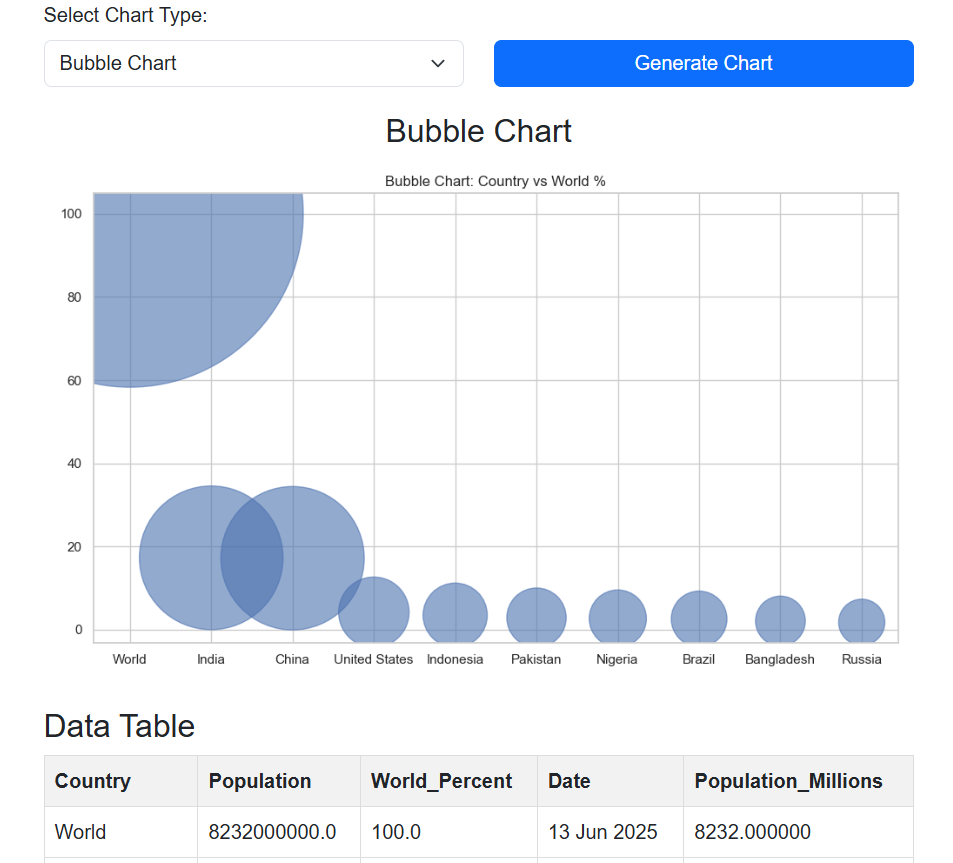 Select Chart Type:
Bubble Chart
Generate Chart
Bubble Chart
Bubble Chart: Country vs World %
100
80
60
40
20
0
World India China United States Indonesia Pakistan Nigeria Brazil Bangladesh Russia
Data Table
Country Population World_Percent Date Population_Millions
World 8232000000.0 100.0 13 Jun 2025 8232.000000